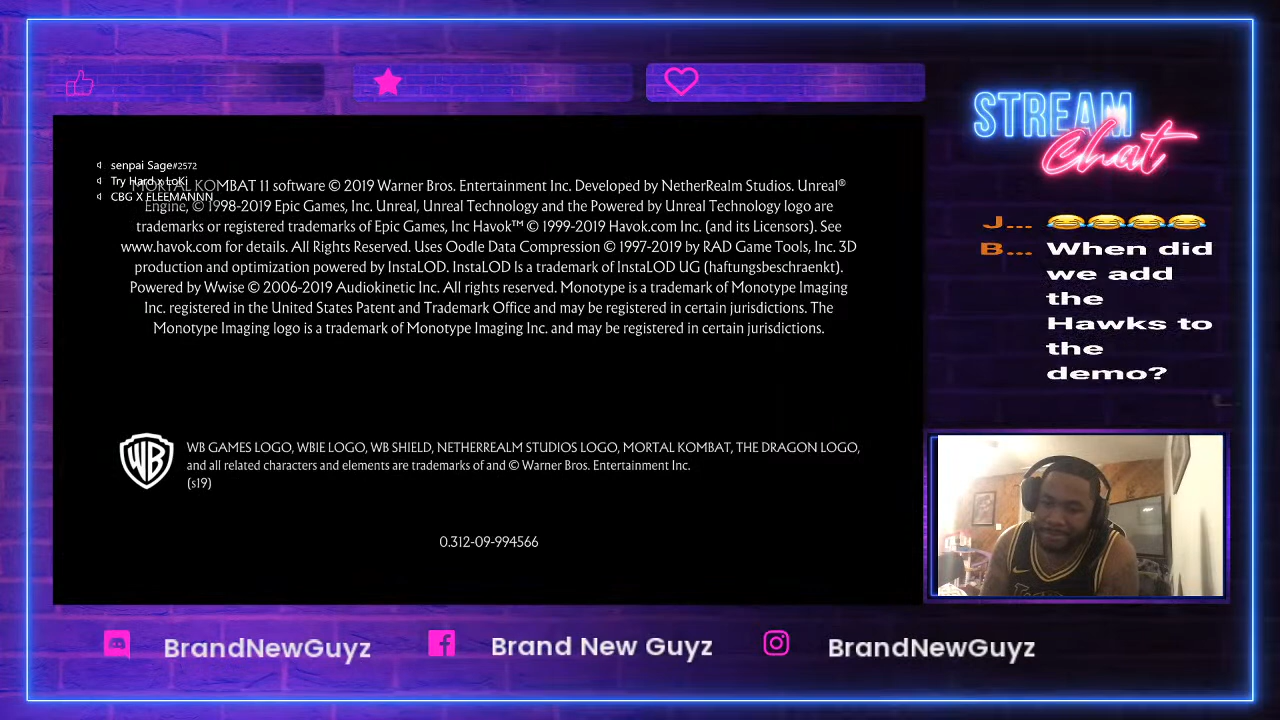 STREAM
Chat
senpai Sage#2572
Try Hard x LoKi
CBG X FLEEMANNN
MORTAL KOMBAT 11 software © 2019 Warner Bros. Entertainment Inc. Developed by NetherRealm Studios. Unreal®
Engine, © 1998-2019 Epic Games, Inc. Unreal, Unreal Technology and the Powered by Unreal Technology logo are
trademarks or registered trademarks of Epic Games, Inc Havok™ © 1999-2019 Havok.com Inc. (and its Licensors). See
www.havok.com for details. All Rights Reserved. Uses Oodle Data Compression © 1997-2019 by RAD Game Tools, Inc. 3D
production and optimization powered by InstaLOD. InstaLOD Is a trademark of InstaLOD UG (haftungsbeschraenkt).
Powered by Wwise © 2006-2019 Audiokinetic Inc. All rights reserved. Monotype is a trademark of Monotype Imaging
Inc. registered in the United States Patent and Trademark Office and may be registered in certain jurisdictions. The
Monotype Imaging logo is a trademark of Monotype Imaging Inc. and may be registered in certain jurisdictions.
J... 😂😂😂😂
B... When did
we add
the
Hawks to
the
demo?
WB
WB GAMES LOGO, WBIE LOGO, WB SHIELD, NETHERREALM STUDIOS LOGO, MORTAL KOMBAT, THE DRAGON LOGO,
and all related characters and elements are trademarks of and © Warner Bros. Entertainment Inc.
(s19)
0.312-09-994566
BrandNewGuyz
Brand New Guyz
BrandNewGuyz